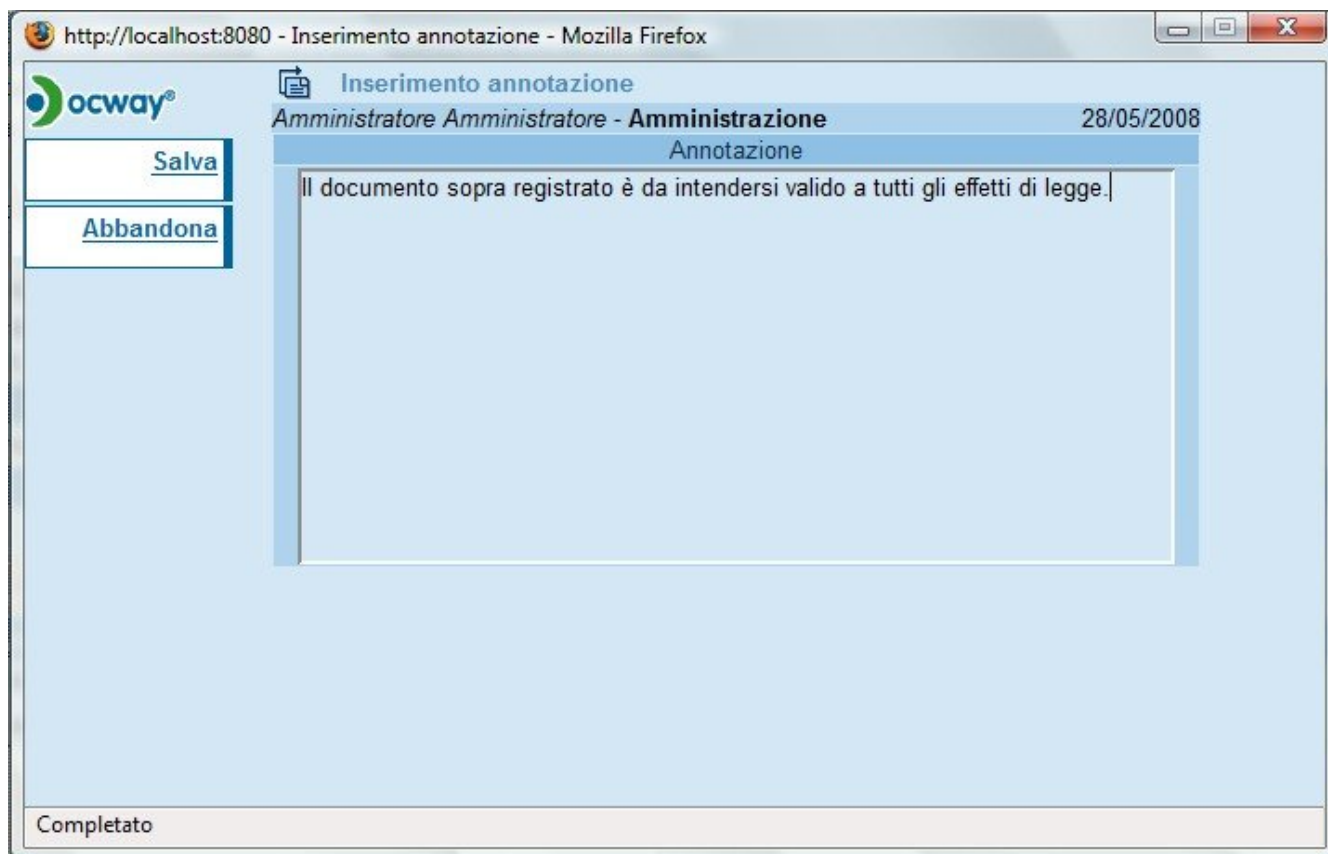 http://localhost:8080 - Inserimento annotazione - Mozilla Firefox
Docway®
Inserimento annotazione
Amministratore Amministratore - Amministrazione 28/05/2008
Salva
Abbandona
Annotazione
Il documento sopra registrato è da intendersi valido a tutti gli effetti di legge.
Completato